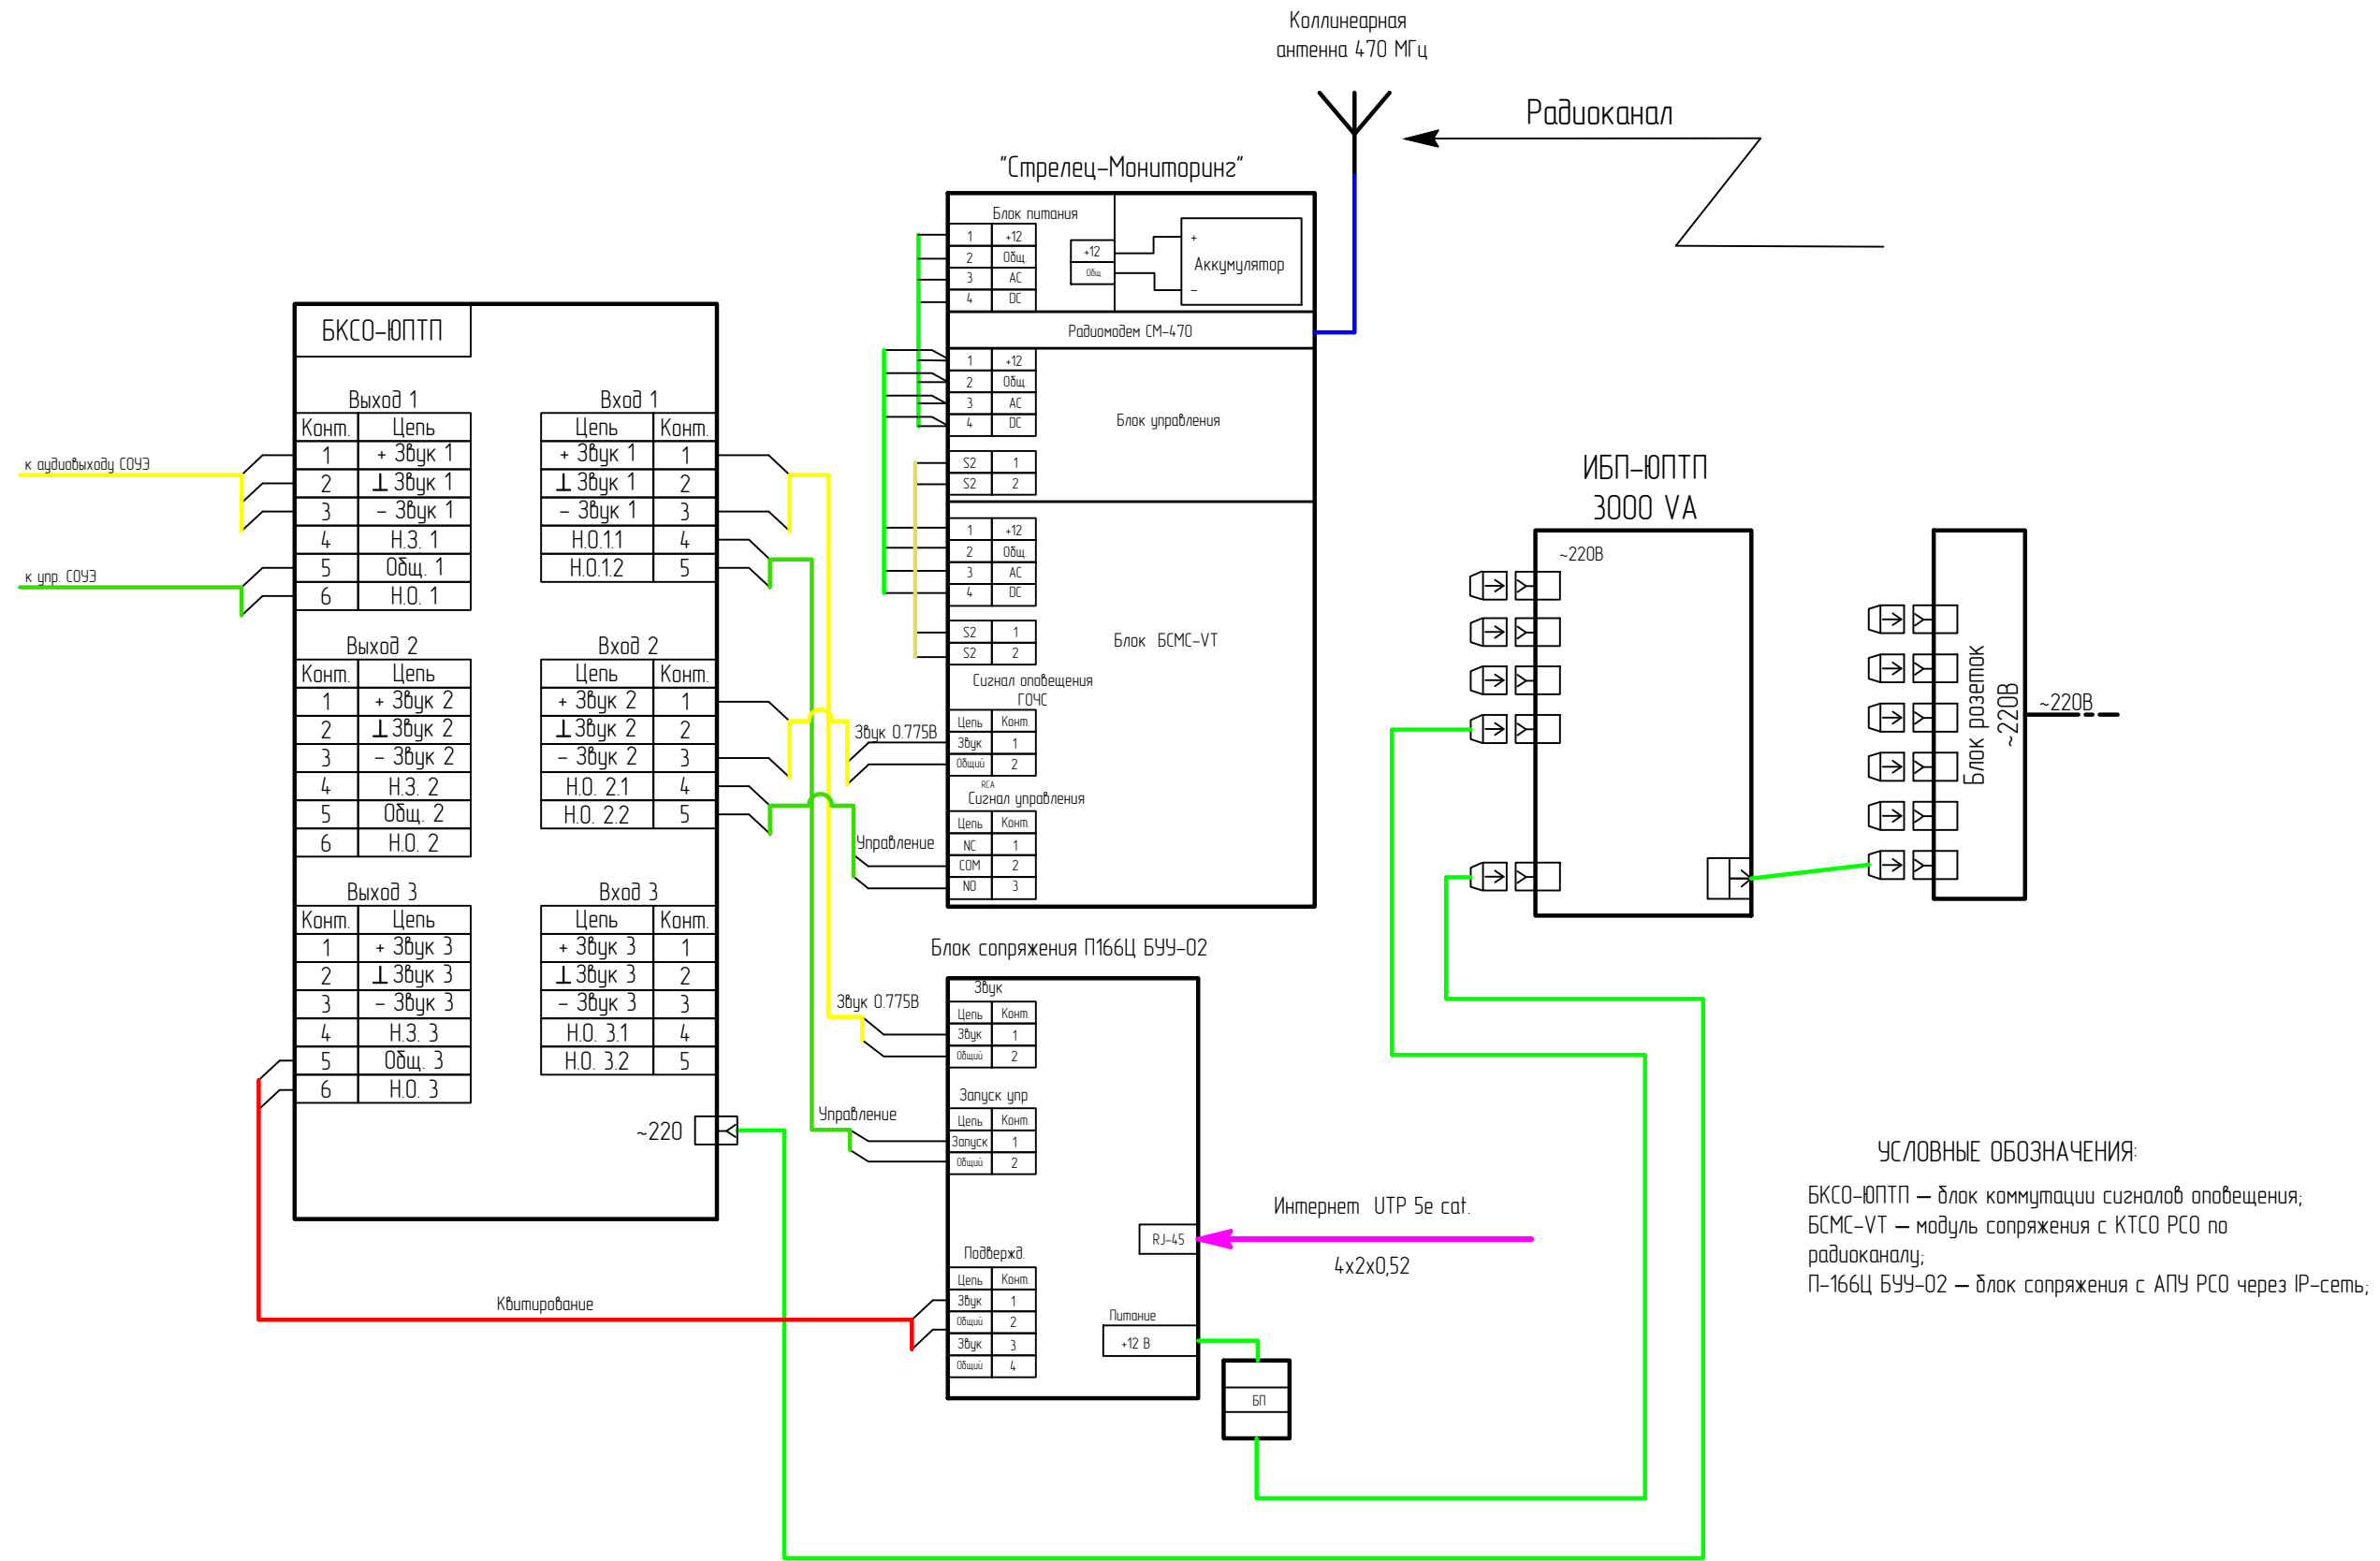 Коллинеарная
антенна 470 МГц
Радиоканал
"Стрелец-Мониторинг"
Блок питания
1 +12
2 Общ.
3 AC
4 DC
+12
Общ
+
Аккумулятор
–
Радиомодем СМ-470
1 +12
2 Общ.
3 AC
4 DC
Блок управления
S2 1
S2 2
1 +12
2 Общ.
3 AC
4 DC
S2 1
S2 2
Блок БСМС-VT
Сигнал оповещения
ГОЧС
Цепь Конт.
Звук 1
Общий 2
RCA
Сигнал управления
Цепь Конт.
NC 1
COM 2
NO 3
Звук 0.775В
Управление
БКСО-ЮПТП
Выход 1
Конт. Цепь
1 + Звук 1
2 ⊥ Звук 1
3 – Звук 1
4 Н.З. 1
5 Общ. 1
6 Н.О. 1
Вход 1
Цепь Конт.
+ Звук 1 1
⊥ Звук 1 2
– Звук 1 3
Н.О.1.1 4
Н.О.1.2 5
к аудиовыходу СОУЭ
к упр. СОУЭ
Выход 2
Конт. Цепь
1 + Звук 2
2 ⊥ Звук 2
3 – Звук 2
4 Н.З. 2
5 Общ. 2
6 Н.О. 2
Вход 2
Цепь Конт.
+ Звук 2 1
⊥ Звук 2 2
– Звук 2 3
Н.О. 2.1 4
Н.О. 2.2 5
Выход 3
Конт. Цепь
1 + Звук 3
2 ⊥ Звук 3
3 – Звук 3
4 Н.З. 3
5 Общ. 3
6 Н.О. 3
Вход 3
Цепь Конт.
+ Звук 3 1
⊥ Звук 3 2
– Звук 3 3
Н.О. 3.1 4
Н.О. 3.2 5
~220
Блок сопряжения П166Ц БУУ-02
Звук
Цепь Конт.
Звук 1
Общий 2
Звук 0.775В
Запуск упр
Цепь Конт.
Запуск 1
Общий 2
Управление
Подвержд.
Цепь Конт.
Звук 1
Общий 2
Звук 3
Общий 4
Квитирование
RJ-45
Интернет UTP 5e cat.
4x2x0,52
Питание
+12 В
БП
ИБП-ЮПТП
3000 VA
~220В
Блок розеток
~220В
~220В
УСЛОВНЫЕ ОБОЗНАЧЕНИЯ:
БКСО-ЮПТП – блок коммутации сигналов оповещения;
БСМС-VT – модуль сопряжения с КТСО РСО по
радиоканалу;
П-166Ц БУУ-02 – блок сопряжения с АПУ РСО через IP-сеть;